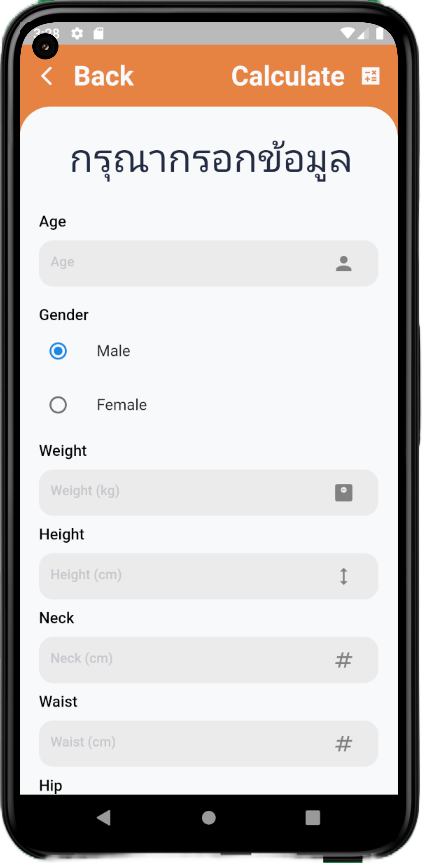 3:28
Back Calculate
กรุณากรอกข้อมูล
Age
Age
Gender
Male
Female
Weight
Weight (kg)
Height
Height (cm)
Neck
Neck (cm)
Waist
Waist (cm)
Hip